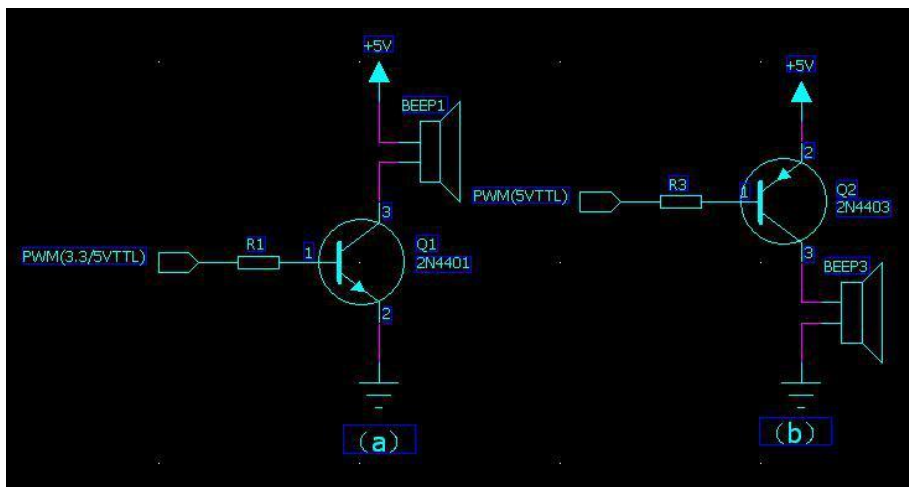 +5V
BEEP1
3
R1
1
Q1
2N4401
PWM(3.3/5VTTL)
2
(a)
+5V
2
R3
1
Q2
2N4403
PWM(5VTTL)
3
BEEP3
(b)